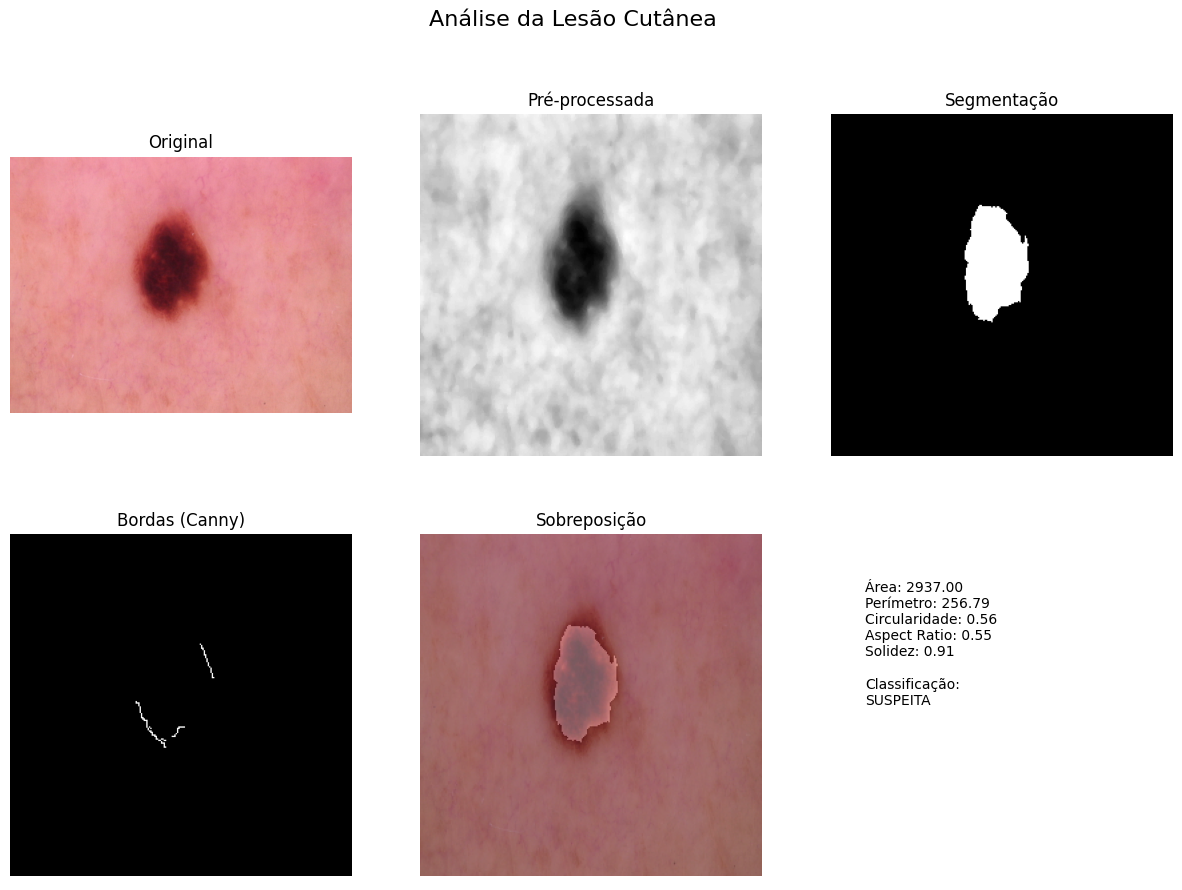 Análise da Lesão Cutânea
Original
Pré-processada
Segmentação
Bordas (Canny)
Sobreposição
Área: 2937.00
Perímetro: 256.79
Circularidade: 0.56
Aspect Ratio: 0.55
Solidez: 0.91
Classificação:
SUSPEITA